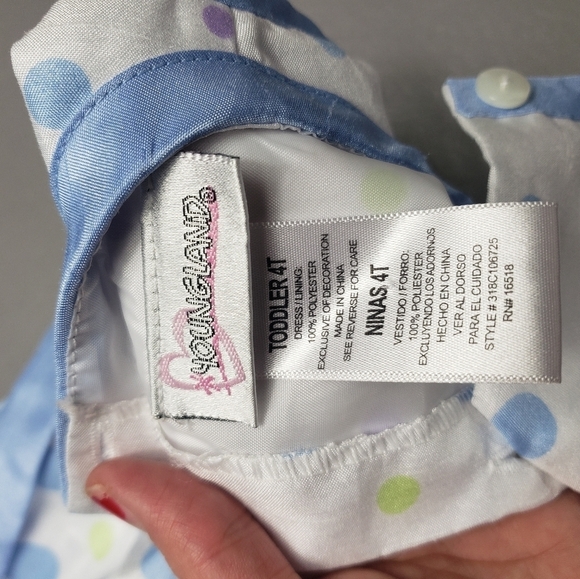 YOUNGLAND®
TODDLER 4T
DRESS/LINING:
100% POLYESTER
EXCLUSIVE OF DECORATION
MADE IN CHINA
SEE REVERSE FOR CARE
NINAS 4T
VESTIDO/FORRO:
100% POLIESTER
EXCLUYENDO LOS ADORNOS
HECHO EN CHINA
VER AL DORSO
PARA EL CUIDADO
STYLE # 318C106725
RN# 16518